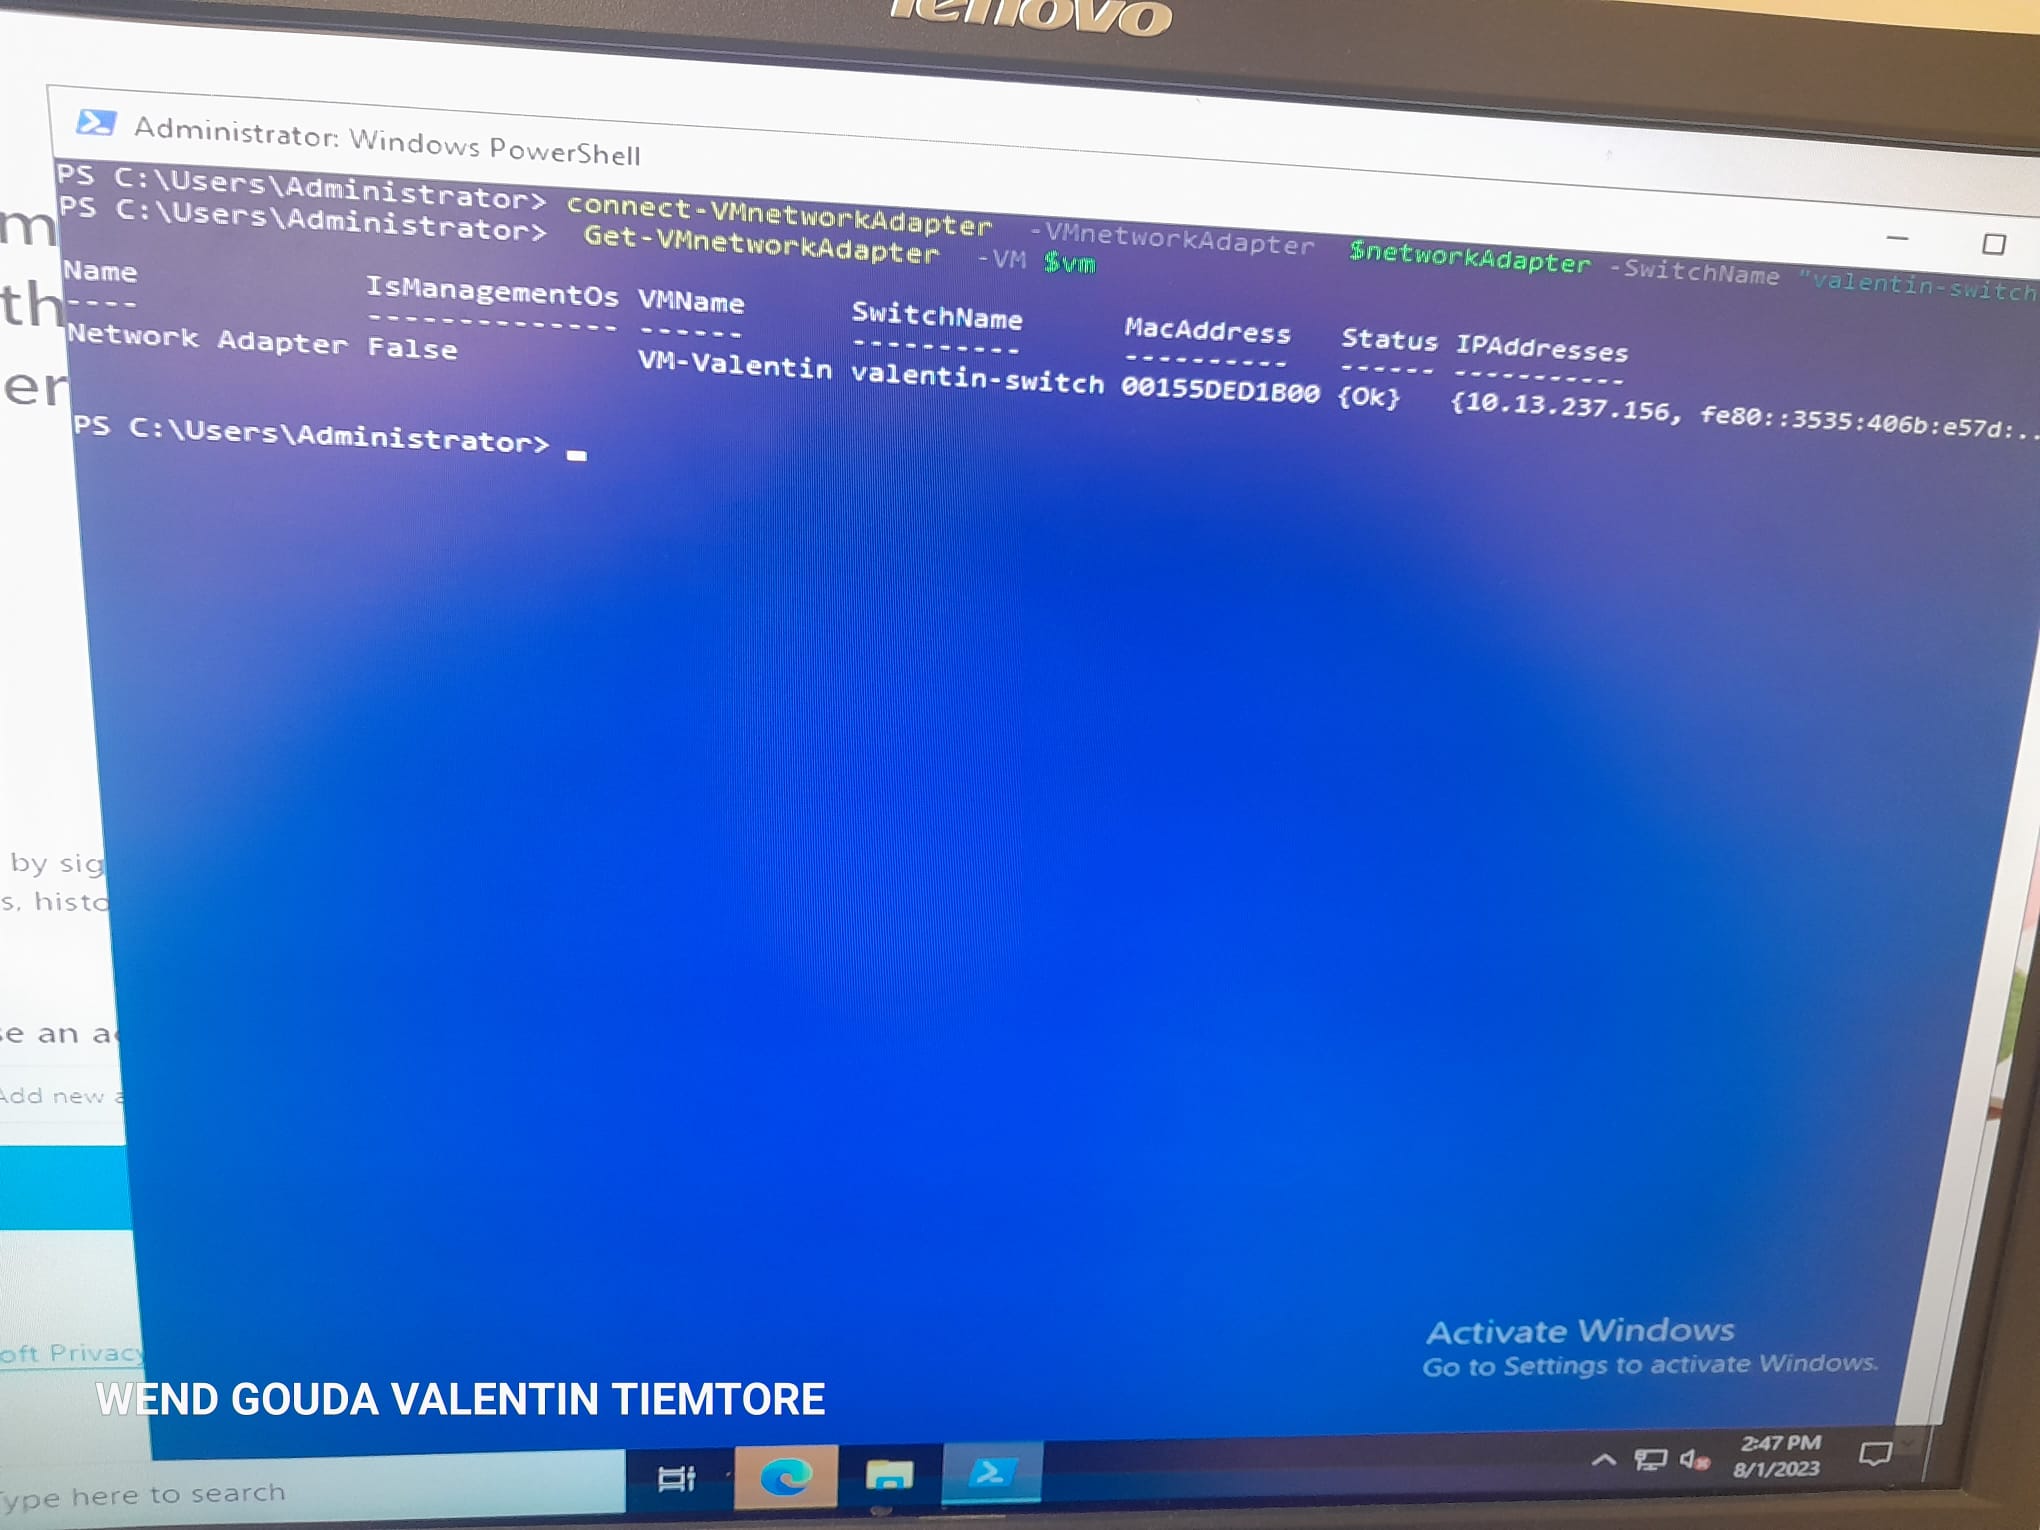 lenovo
Administrator: Windows PowerShell
PS C:\Users\Administrator> connect-VMnetworkAdapter -VMnetworkAdapter $networkAdapter -SwitchName "valentin-switch
PS C:\Users\Administrator> Get-VMnetworkAdapter -VM $vm
Name IsManagementOs VMName SwitchName MacAddress Status IPAddresses
---- -------------- ------ ---------- ---------- ------ -----------
Network Adapter False VM-Valentin valentin-switch 00155DED1B00 {Ok} {10.13.237.156, fe80::3535:406b:e57d:..
PS C:\Users\Administrator>
m
th
er
by sig
s, histo
se an ac
Add new a
oft Privacy
Activate Windows
Go to Settings to activate Windows.
WEND GOUDA VALENTIN TIEMTORE
ype here to search
2:47 PM
8/1/2023